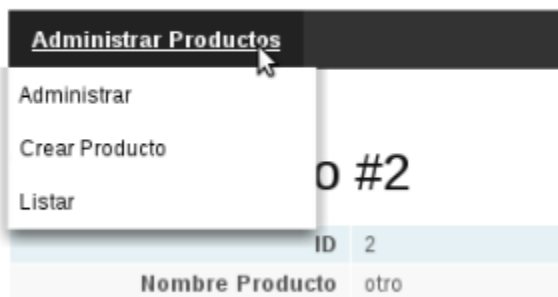 Administrar Productos
Administrar
Crear Producto
Listar
o #2
ID 2
Nombre Producto otro